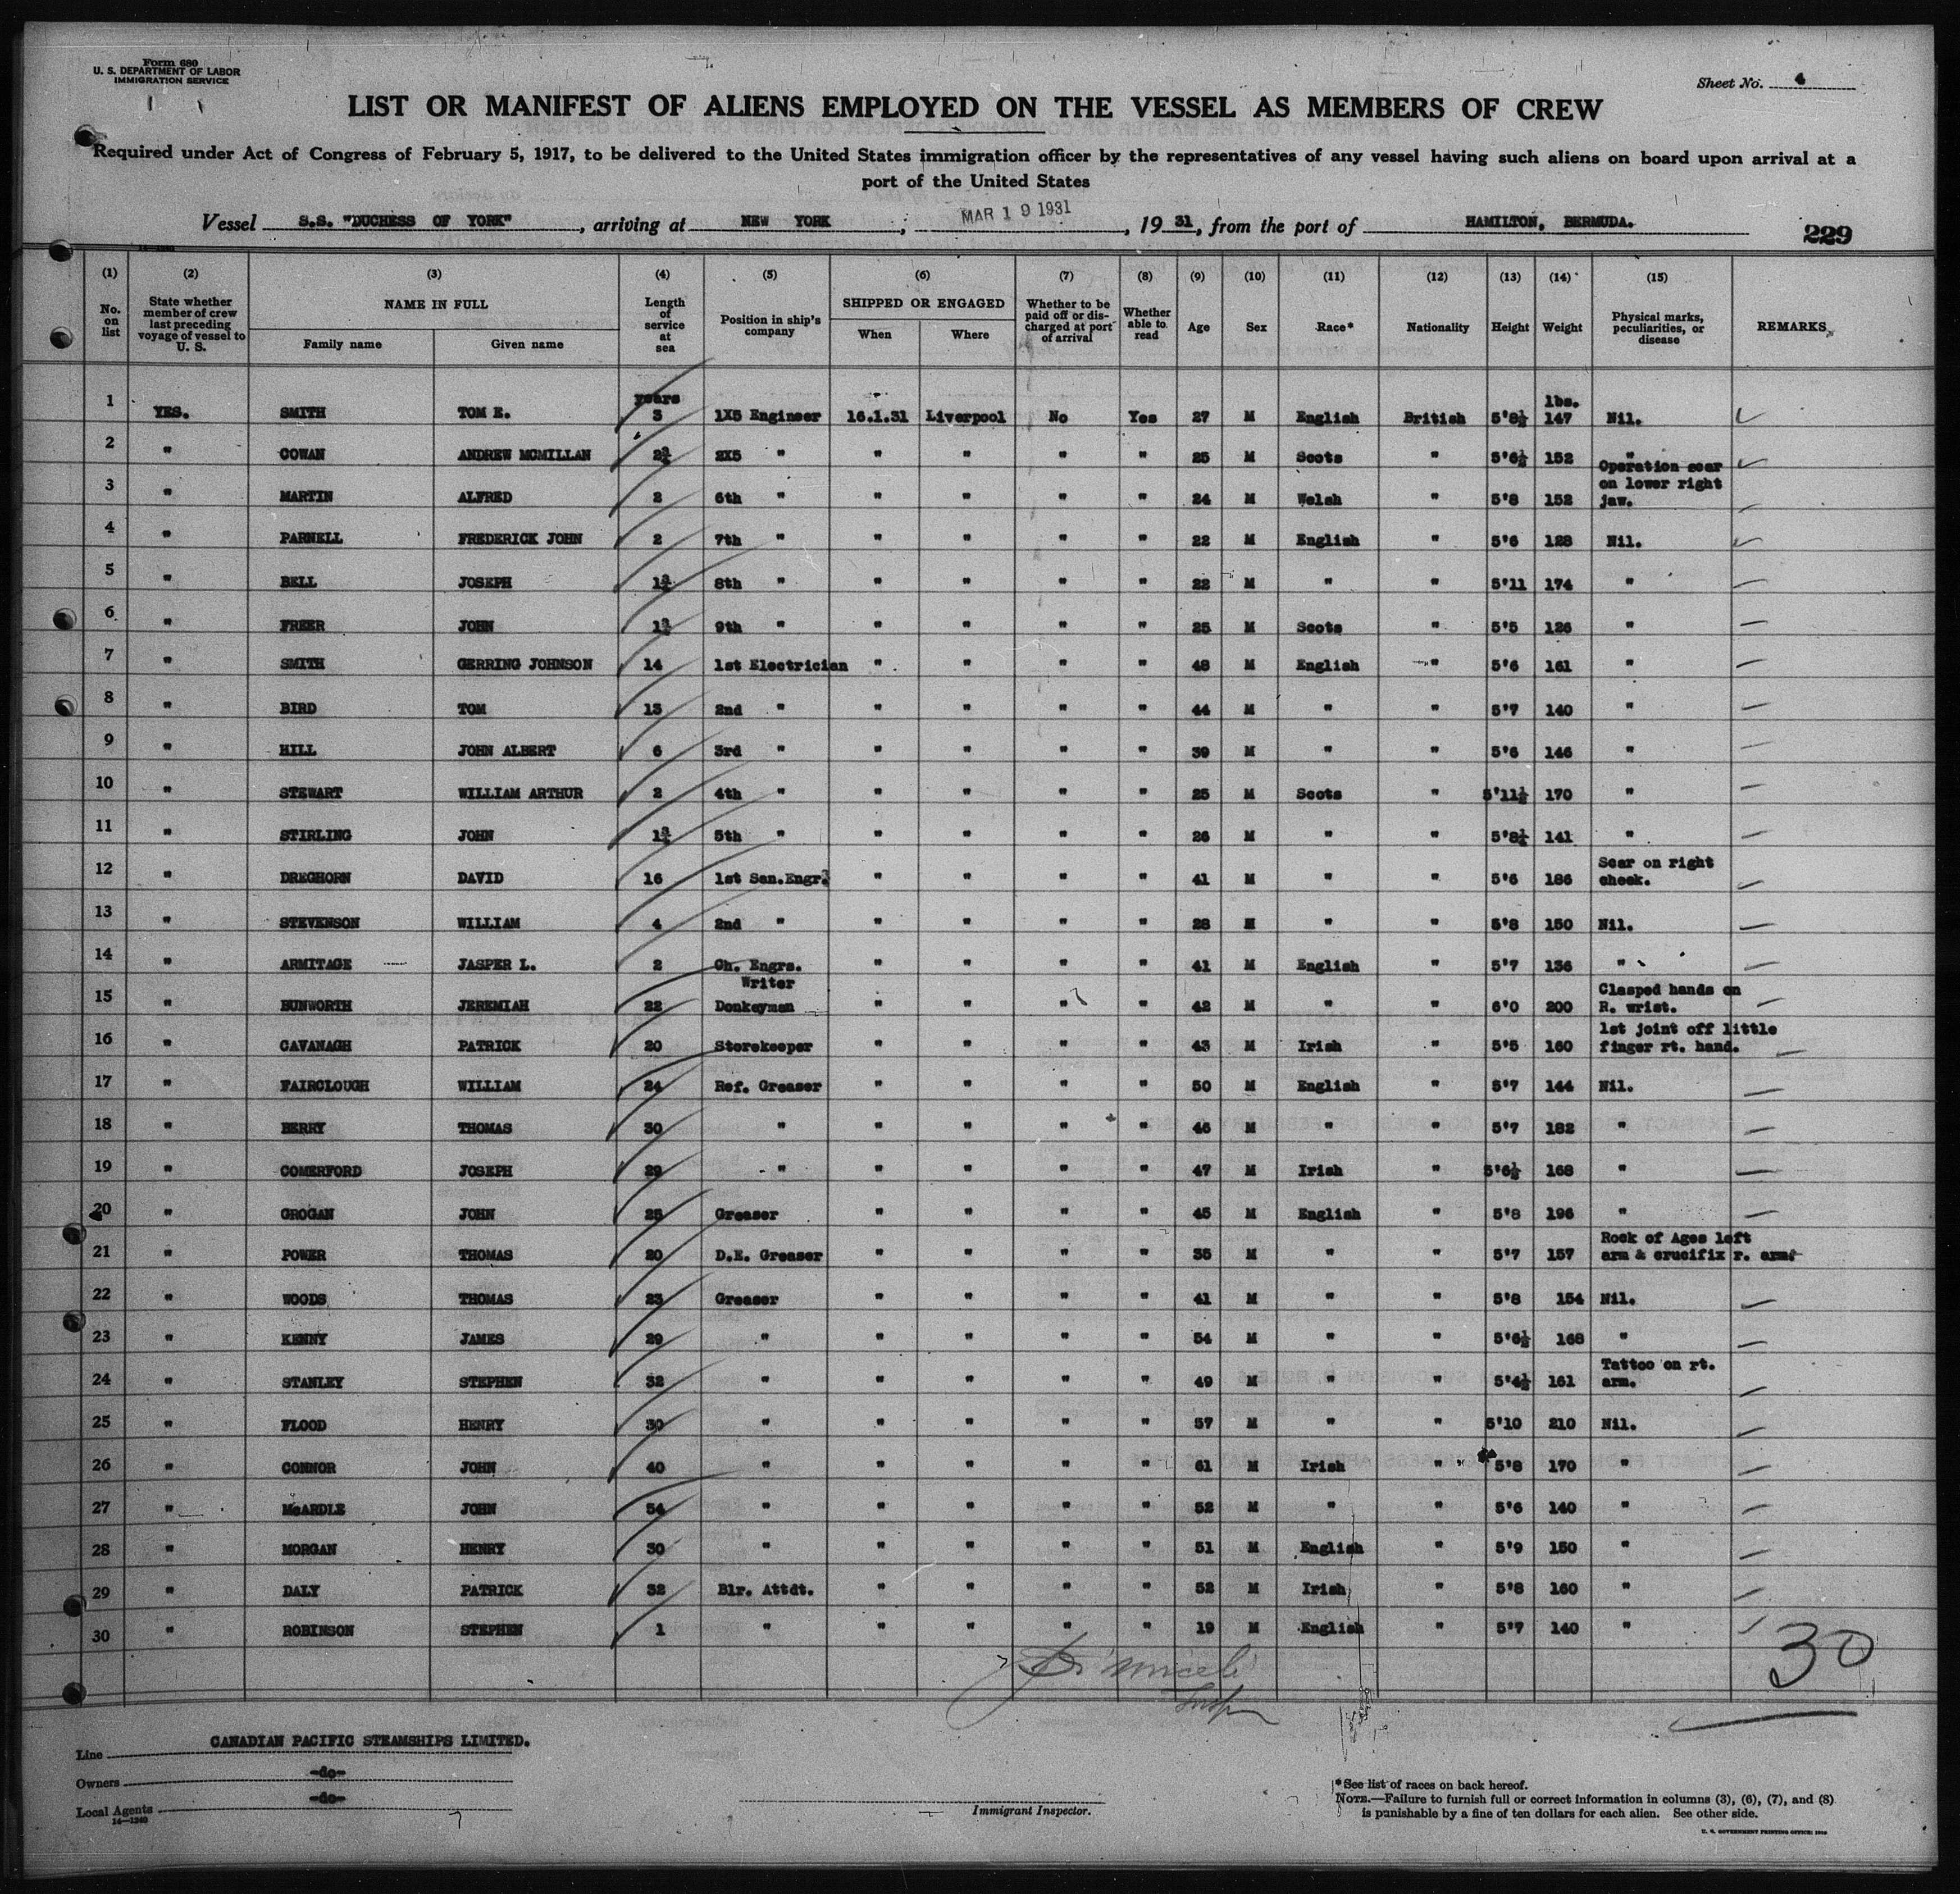 Form 680
U. S. DEPARTMENT OF LABOR
IMMIGRATION SERVICE
Sheet No. 4
LIST OR MANIFEST OF ALIENS EMPLOYED ON THE VESSEL AS MEMBERS OF CREW
Required under Act of Congress of February 5, 1917, to be delivered to the United States immigration officer by the representatives of any vessel having such aliens on board upon arrival at a
port of the United States
Vessel S.S. "DUCHESS OF YORK", arriving at NEW YORK, MAR 19 1931, 1931, from the port of HAMILTON, BERMUDA. 229
(1) (2) (3) (4) (5) (6) (7) (8) (9) (10) (11) (12) (13) (14) (15)
No. on list | State whether member of crew last preceding voyage of vessel to U. S. | NAME IN FULL | Family name | Given name | Length of service at sea | Position in ship's company | SHIPPED OR ENGAGED | When | Where | Whether to be paid off or discharged at port of arrival | Whether able to read | Age | Sex | Race* | Nationality | Height | Weight | Physical marks, peculiarities, or disease | REMARKS
years lbs.
1 YES. SMITH TOM E. 3 1X5 Engineer 16.1.31 Liverpool No Yes 27 M English British 5'8½ 147 Nil.
2 " COWAN ANDREW MCMILLAN 2¾ 2X5 " " " " " 25 M Scots " 5'6½ 152 "
3 " MARTIN ALFRED 2 6th " " " " " 24 M Welsh " 5'8 152 Operation scar on lower right jaw.
4 " PARNELL FREDERICK JOHN 2 7th " " " " " 22 M English " 5'6 128 Nil.
5 " BELL JOSEPH 1¾ 8th " " " " " 22 M " " 5'11 174 "
6 " FREER JOHN 1¾ 9th " " " " " 25 M Scots " 5'5 126 "
7 " SMITH GERRING JOHNSON 14 1st Electrician " " " " 48 M English " 5'6 161 "
8 " BIRD TOM 13 2nd " " " " " 44 M " " 5'7 140 "
9 " HILL JOHN ALBERT 6 3rd " " " " " 39 M " " 5'6 146 "
10 " STEWART WILLIAM ARTHUR 2 4th " " " " " 25 M Scots " 5'11½ 170 "
11 " STIRLING JOHN 1¾ 5th " " " " " 26 M " " 5'8½ 141 "
12 " DREGHORN DAVID 16 1st San.Engr. " " " " 41 M " " 5'6 186 Scar on right cheek.
13 " STEVENSON WILLIAM 4 2nd " " " " " 28 M " " 5'8 150 Nil.
14 " ARMITAGE JASPER L. 2 Ch. Engrs. Writer " " " " 41 M English " 5'7 136 "
15 " BUNWORTH JEREMIAH 22 Donkeyman " " " " 42 M " " 6'0 200 Clasped hands on R. wrist.
16 " CAVANAGH PATRICK 20 Storekeeper " " " " 43 M Irish " 5'5 160 1st joint off little finger rt. hand.
17 " FAIRCLOUGH WILLIAM 24 Ref. Greaser " " " " 50 M English " 5'7 144 Nil.
18 " BERRY THOMAS 30 " " " " " 46 M " " 5'7 182 "
19 " COMERFORD JOSEPH 29 " " " " " 47 M Irish " 5'6½ 168 "
20 " GROGAN JOHN 25 Greaser " " " " 45 M English " 5'8 196 "
21 " POWER THOMAS 20 D.E. Greaser " " " " 35 M " " 5'7 157 Rock of Ages left arm & crucifix r. arm.
22 " WOODS THOMAS 23 Greaser " " " " 41 M " " 5'8 154 Nil.
23 " KENNY JAMES 29 " " " " " 54 M " " 5'6½ 168 "
24 " STANLEY STEPHEN 32 " " " " " 49 M " " 5'4½ 161 Tattoo on rt. arm.
25 " FLOOD HENRY 30 " " " " " 57 M " " 5'10 210 Nil.
26 " CONNOR JOHN 40 " " " " " 61 M Irish " 5'8 170 "
27 " McARDLE JOHN 54 " " " " " 52 M " " 5'6 140 "
28 " MORGAN HENRY 30 " " " " " 51 M English " 5'9 150 "
29 " DALY PATRICK 32 Blr. Attdt. " " " " 52 M Irish " 5'8 160 "
30 " ROBINSON STEPHEN 1 " " " " " 19 M English " 5'7 140 "
30
Insp
Line CANADIAN PACIFIC STEAMSHIPS LIMITED.
Owners -do-
Local Agents -do-
14—1240
Immigrant Inspector.
* See list of races on back hereof.
NOTE.—Failure to furnish full or correct information in columns (3), (6), (7), and (8)
is punishable by a fine of ten dollars for each alien. See other side.
U. S. GOVERNMENT PRINTING OFFICE: